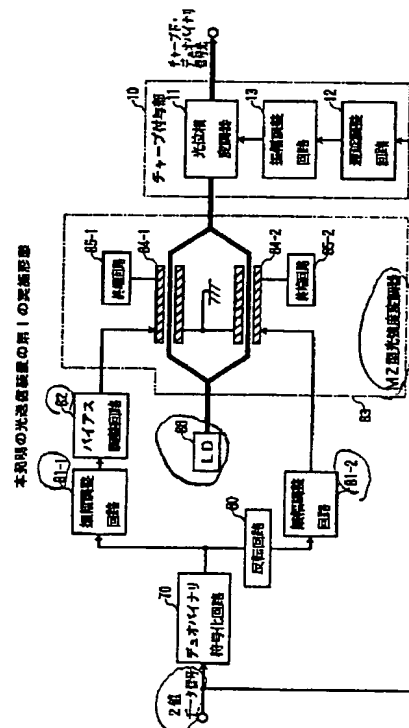 本発明の光送信装置の第1の実施形態
2値
データ信号
70
デュオバイナリ
符号化回路
80
反転回路
81-1
振幅調整
回路
81-2
振幅調整
回路
82
バイアス
調整回路
88
LD
83
MZ型光強度変調器
85-1
終端回路
84-1
84-2
85-2
終端回路
10
チャープ付与部
11
光位相
変調器
13
振幅調整
回路
12
遅延調整
回路
チャープド・
デュオバイナリ
信号光